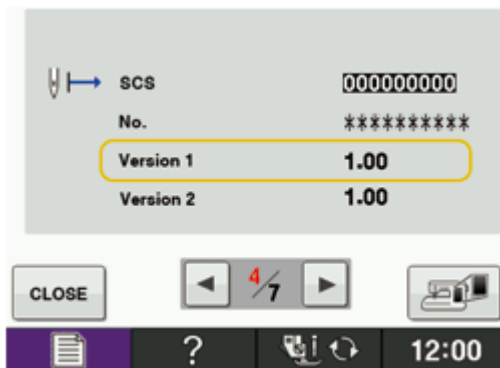 SCS 000000000
No. **********
Version 1 1.00
Version 2 1.00
CLOSE 4/7
? i 12:00